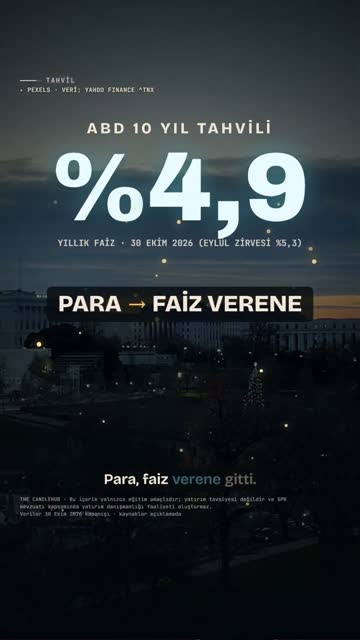 TAHVİL
• PEXELS · VERİ: YAHOO FINANCE ^TNX
ABD 10 YIL TAHVİLİ
%4,9
YILLIK FAİZ · 30 EKİM 2026 (EYLÜL ZİRVESİ %5,3)
PARA → FAİZ VERENE
Para, faiz verene gitti.
THE CANDLEHUB · Bu içerik yalnızca eğitim amaçlıdır; yatırım tavsiyesi değildir ve SPK
mevzuatı kapsamında yatırım danışmanlığı faaliyeti oluşturmaz.
Veriler 30 Ekim 2026 kapanışı · kaynaklar açıklamada